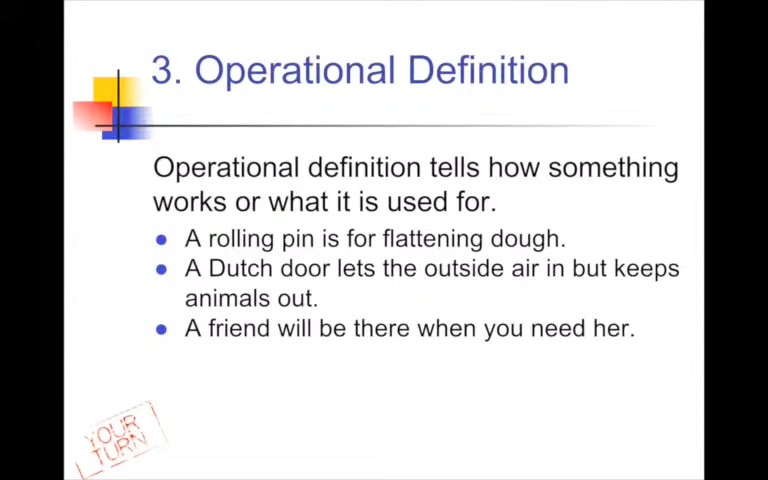 3. Operational Definition
Operational definition tells how something
works or what it is used for.
A rolling pin is for flattening dough.
A Dutch door lets the outside air in but keeps
animals out.
A friend will be there when you need her.
YOUR
TURN